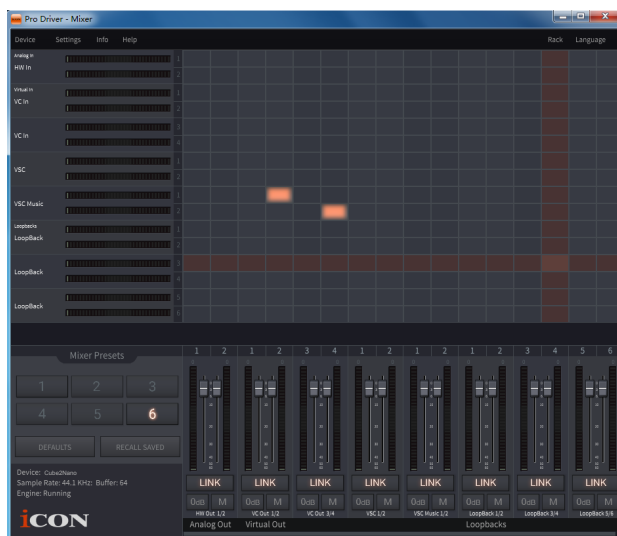 Pro Driver - Mixer
Device Settings Info Help Rack Language
Analog In
HW In
1
2
Virtual In
VC In
1
2
VC In
3
4
VSC
1
2
VSC Music
1
2
Loopbacks
LoopBack
1
2
LoopBack
3
4
LoopBack
5
6
Mixer Presets
1 2 3
4 5 6
DEFAULTS RECALL SAVED
Device: Cube2Nano
Sample Rate: 44.1 KHz: Buffer: 64
Engine: Running
iCON
1 2 1 2 3 4 1 2 1 2 1 2 3 4 5 6
LINK LINK LINK LINK LINK LINK LINK LINK
0dB M 0dB M 0dB M 0dB M 0dB M 0dB M 0dB M 0dB M
HW Out 1/2 VC Out 1/2 VC Out 3/4 VSC 1/2 VSC Music 1/2 LoopBack 1/2 LoopBack 3/4 LoopBack 5/6
Analog Out Virtual Out Loopbacks